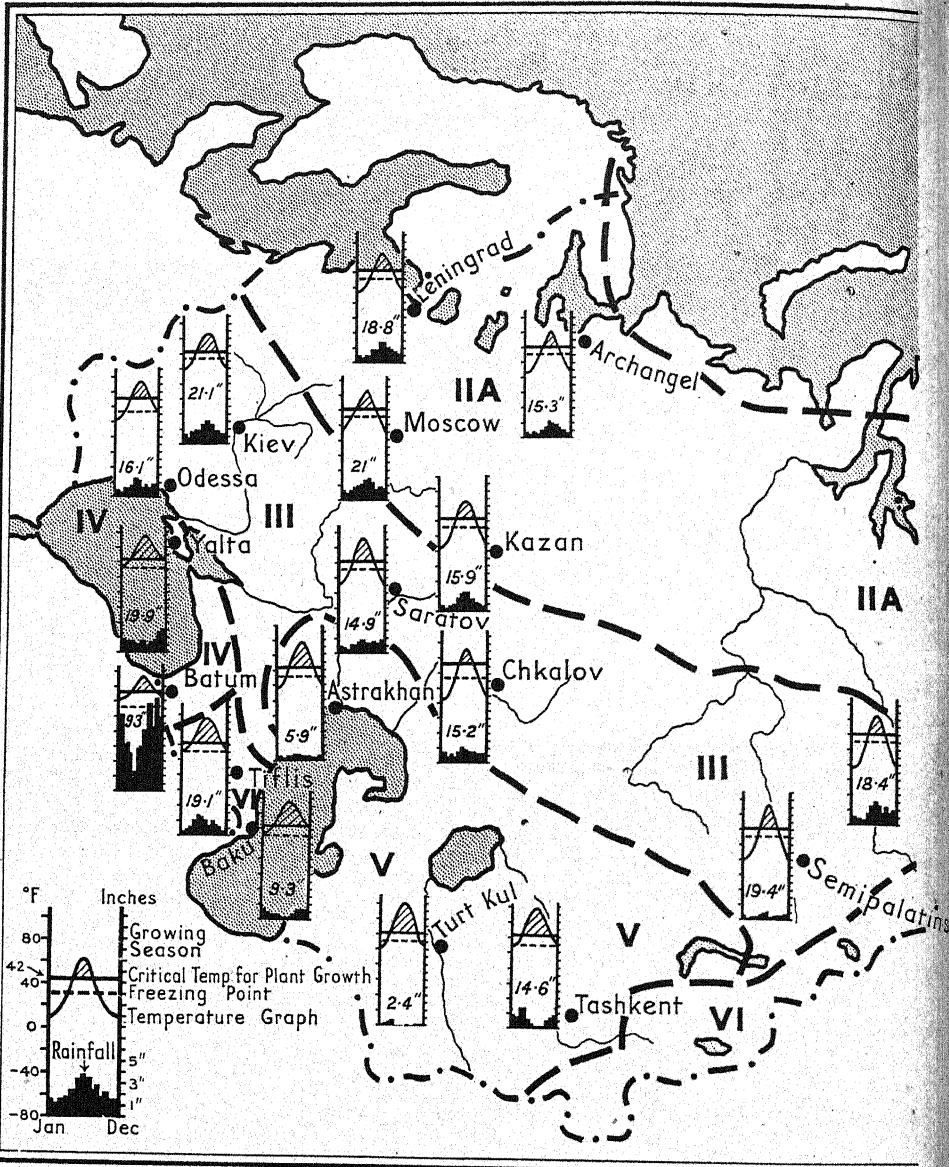 Leningrad
18·8"
Archangel
15·3"
IIA
21·1"
Kiev
Moscow
21"
16·1"
Odessa
IV
III
Yalta
19·9"
Kazan
15·9"
IIA
Saratov
14·9"
IV
Batum
93"
Astrakhan
5·9"
Chkalov
15·2"
III
18·4"
Tiflis
19·1"
VI
Baku
9·3
V
Semipalatins
19·4"
Turt Kul
2·4"
V
14·6"
Tashkent
VI
°F Inches
80
Growing
Season
42
Critical Temp for Plant Growth
40
Freezing Point
Temperature Graph
0
Rainfall
5"
-40
3"
1"
-80
Jan Dec